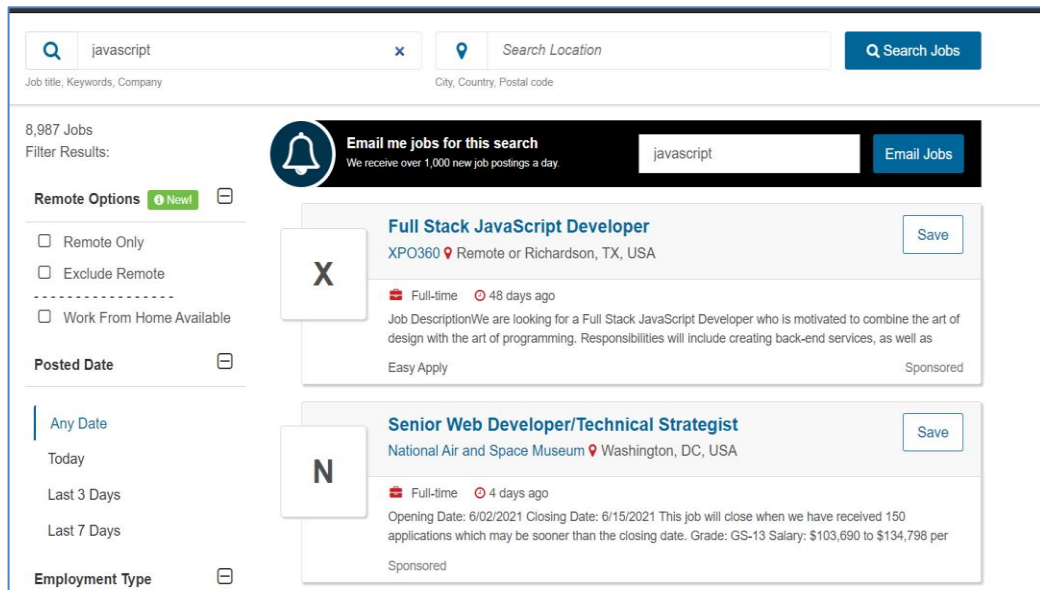 javascript
×
Search Location
Search Jobs
Job title, Keywords, Company
City, Country, Postal code
8,987 Jobs
Filter Results:
Remote Options New!
Remote Only
Exclude Remote
- - - - - - - - - - - - - - - - -
Work From Home Available
Posted Date
Any Date
Today
Last 3 Days
Last 7 Days
Employment Type
Email me jobs for this search
We receive over 1,000 new job postings a day.
javascript
Email Jobs
X
Full Stack JavaScript Developer
Save
XPO360 Remote or Richardson, TX, USA
Full-time 48 days ago
Job DescriptionWe are looking for a Full Stack JavaScript Developer who is motivated to combine the art of
design with the art of programming. Responsibilities will include creating back-end services, as well as
Easy Apply
Sponsored
N
Senior Web Developer/Technical Strategist
Save
National Air and Space Museum Washington, DC, USA
Full-time 4 days ago
Opening Date: 6/02/2021 Closing Date: 6/15/2021 This job will close when we have received 150
applications which may be sooner than the closing date. Grade: GS-13 Salary: $103,690 to $134,798 per
Sponsored